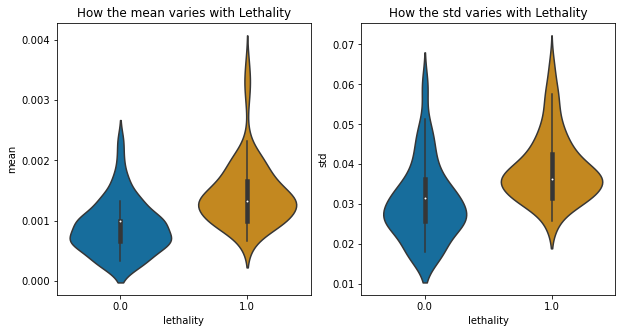 How the mean varies with Lethality
mean
0.004
0.003
0.002
0.001
0.000
0.0
1.0
lethality
How the std varies with Lethality
std
0.07
0.06
0.05
0.04
0.03
0.02
0.01
0.0
1.0
lethality